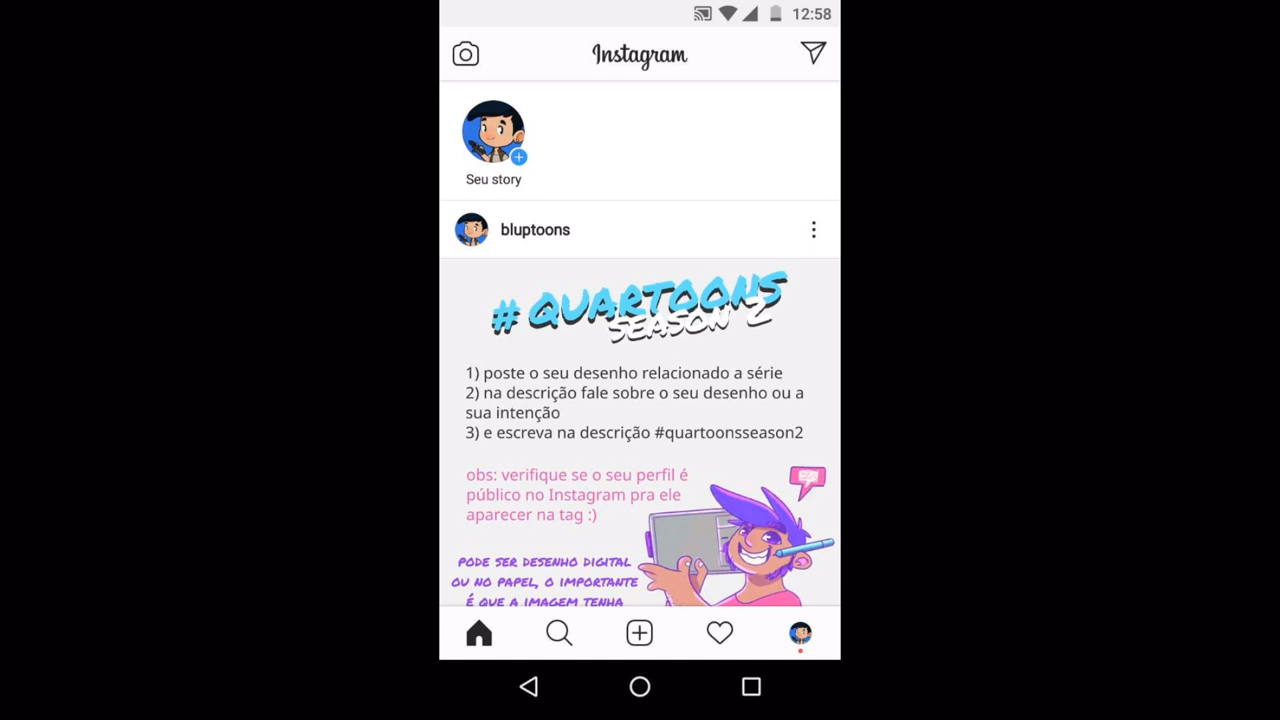 12:58
Instagram
Seu story
bluptoons
# QUARTOONS
SEASON 2
1) poste o seu desenho relacionado a série
2) na descrição fale sobre o seu desenho ou a
sua intenção
3) e escreva na descrição #quartoonsseason2
obs: verifique se o seu perfil é
público no Instagram pra ele
aparecer na tag :)
PODE SER DESENHO DIGITAL
OU NO PAPEL, O IMPORTANTE
É QUE A IMAGEM TENHA